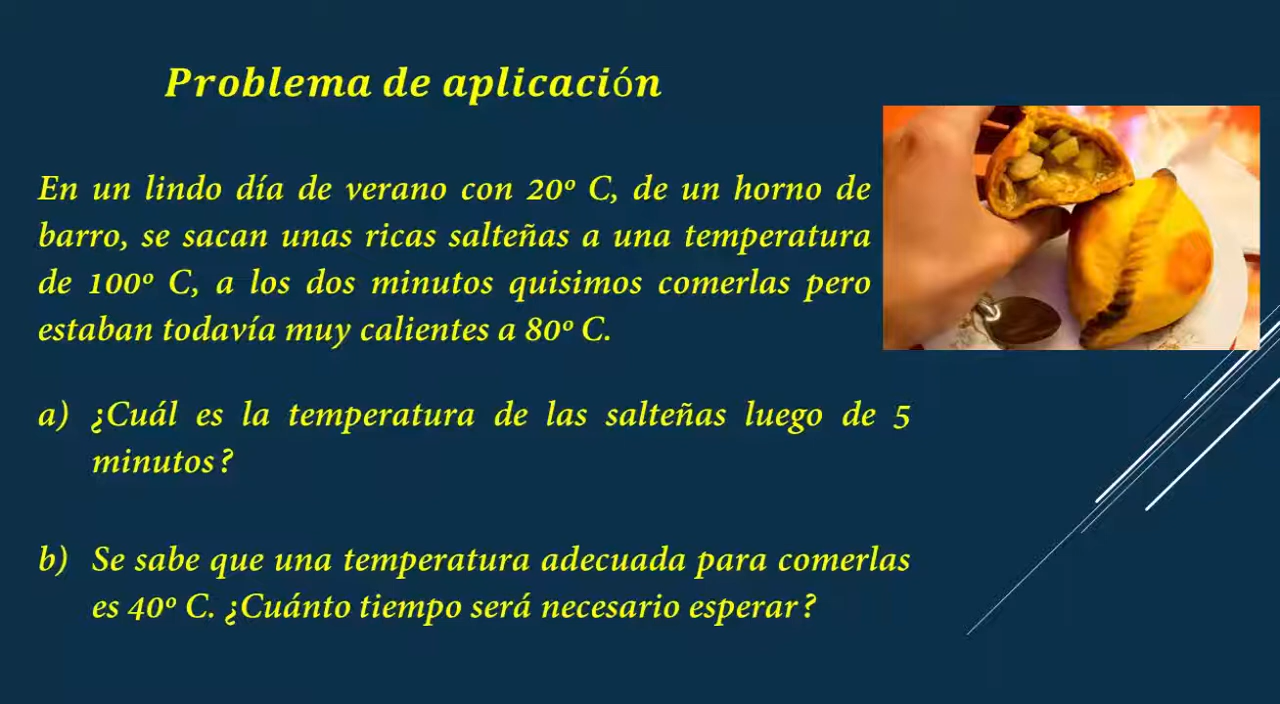 Problema de aplicación
En un lindo día de verano con 20º C, de un horno de
barro, se sacan unas ricas salteñas a una temperatura
de 100º C, a los dos minutos quisimos comerlas pero
estaban todavía muy calientes a 80º C.
a) ¿Cuál es la temperatura de las salteñas luego de 5
minutos?
b) Se sabe que una temperatura adecuada para comerlas
es 40º C. ¿Cuánto tiempo será necesario esperar?